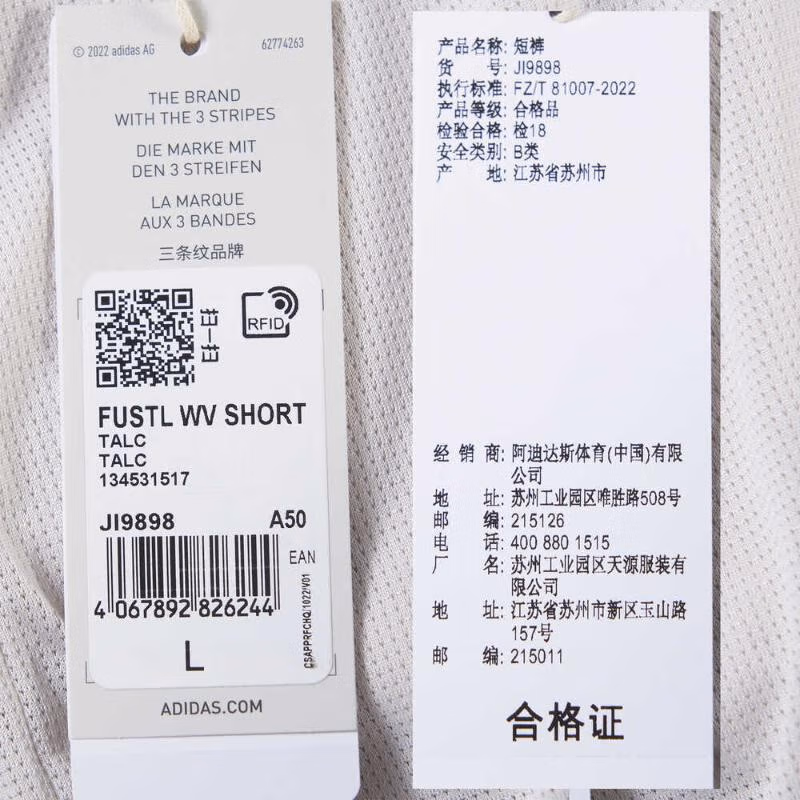 © 2022 adidas AG
62774263
THE BRAND
WITH THE 3 STRIPES
DIE MARKE MIT
DEN 3 STREIFEN
LA MARQUE
AUX 3 BANDES
三条纹品牌
扫一扫
RFID
FUSTL WV SHORT
TALC
TALC
134531517
JI9898 A50
EAN
4 067892 826244
CSAPPRFCHQ/1022/V01
L
ADIDAS.COM
产品名称: 短裤
货 号: JI9898
执行标准: FZ/T 81007-2022
产品等级: 合格品
检验合格: 检18
安全类别: B类
产 地: 江苏省苏州市
经 销 商: 阿迪达斯体育(中国)有限
公司
地 址: 苏州工业园区唯胜路508号
邮 编: 215126
电 话: 400 880 1515
厂 名: 苏州工业园区天源服装有
限公司
地 址: 江苏省苏州市新区玉山路
157号
邮 编: 215011
合格证